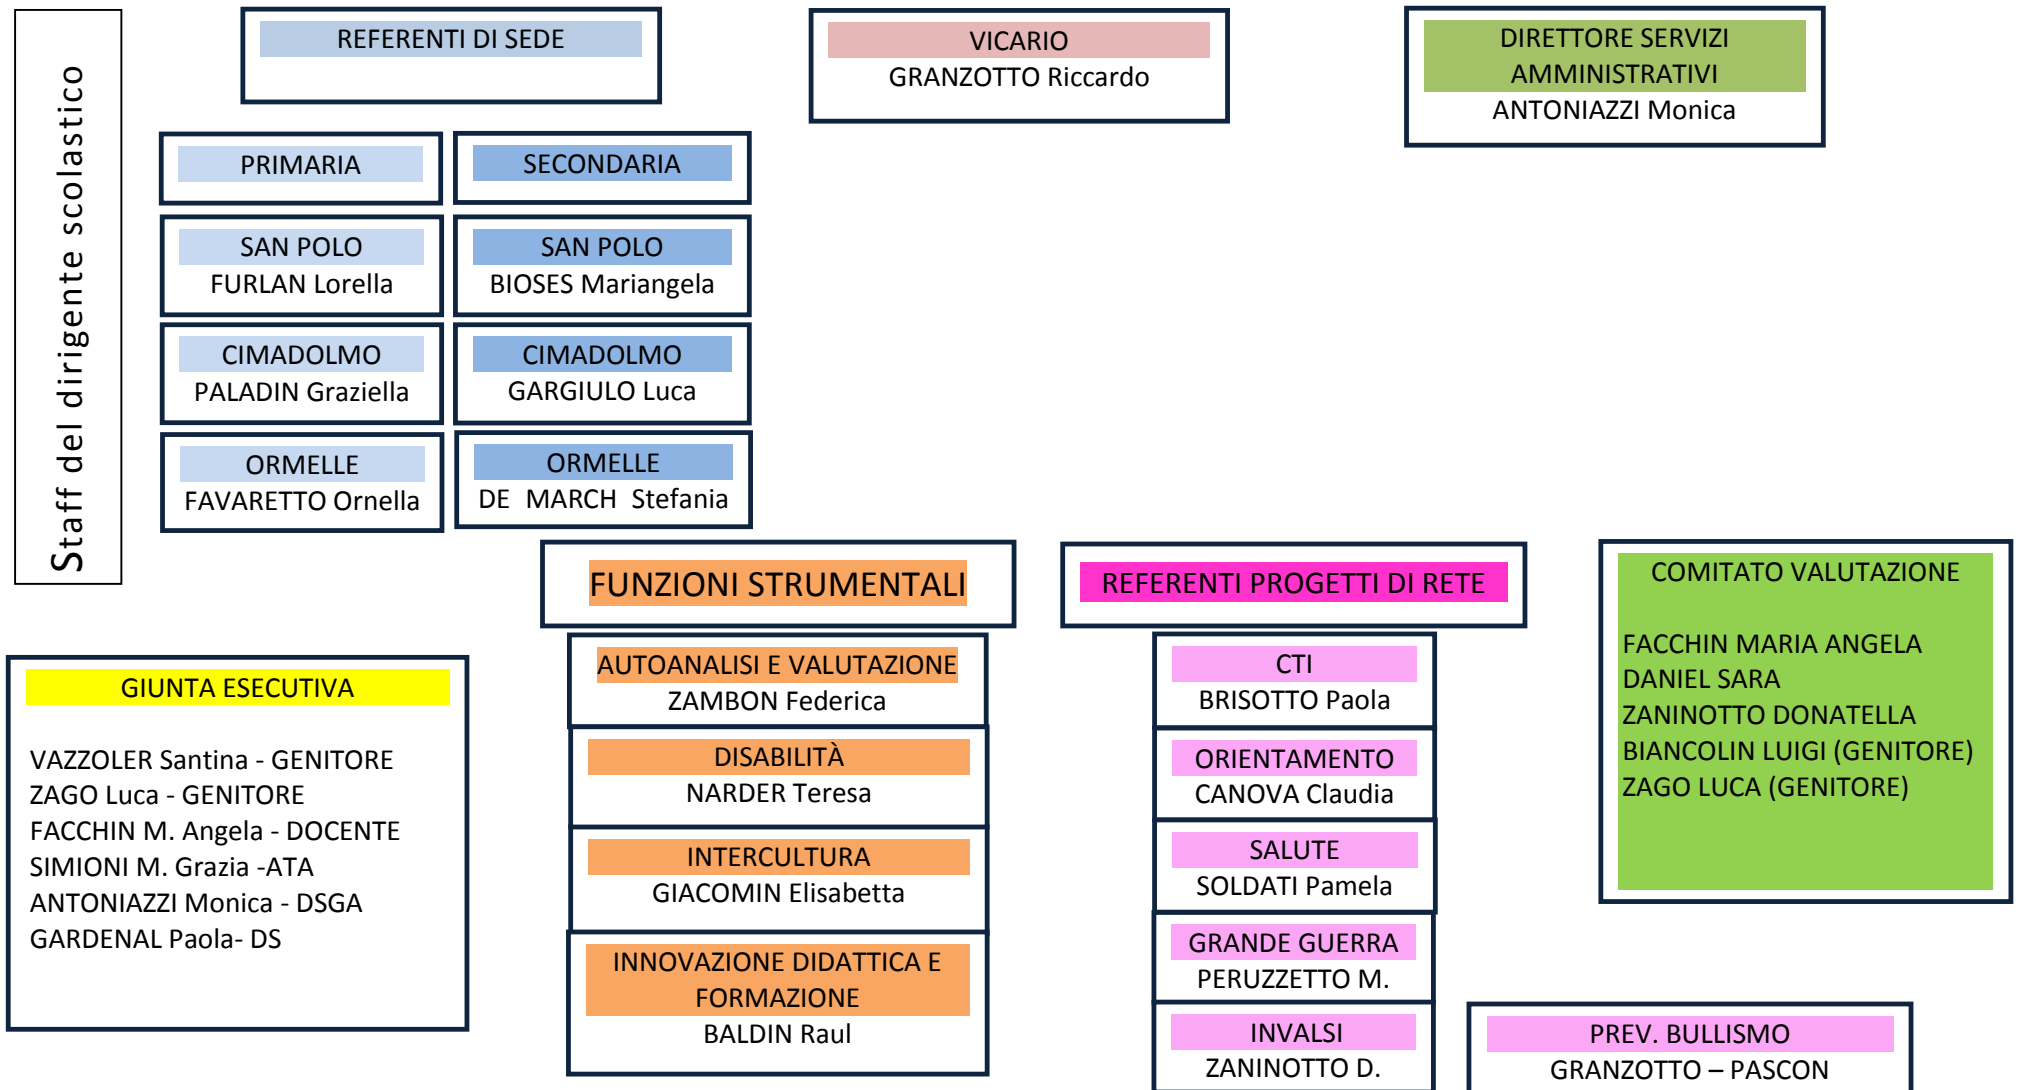 Staff del dirigente scolastico
REFERENTI DI SEDE
VICARIO
GRANZOTTO Riccardo
DIRETTORE SERVIZI
AMMINISTRATIVI
ANTONIAZZI Monica
PRIMARIA
SECONDARIA
SAN POLO
FURLAN Lorella
SAN POLO
BIOSES Mariangela
CIMADOLMO
PALADIN Graziella
CIMADOLMO
GARGIULO Luca
ORMELLE
FAVARETTO Ornella
ORMELLE
DE MARCH Stefania
GIUNTA ESECUTIVA
VAZZOLER Santina - GENITORE
ZAGO Luca - GENITORE
FACCHIN M. Angela - DOCENTE
SIMIONI M. Grazia -ATA
ANTONIAZZI Monica - DSGA
GARDENAL Paola- DS
FUNZIONI STRUMENTALI
AUTOANALISI E VALUTAZIONE
ZAMBON Federica
DISABILITÀ
NARDER Teresa
INTERCULTURA
GIACOMIN Elisabetta
INNOVAZIONE DIDATTICA E
FORMAZIONE
BALDIN Raul
REFERENTI PROGETTI DI RETE
CTI
BRISOTTO Paola
ORIENTAMENTO
CANOVA Claudia
SALUTE
SOLDATI Pamela
GRANDE GUERRA
PERUZZETTO M.
INVALSI
ZANINOTTO D.
COMITATO VALUTAZIONE
FACCHIN MARIA ANGELA
DANIEL SARA
ZANINOTTO DONATELLA
BIANCOLIN LUIGI (GENITORE)
ZAGO LUCA (GENITORE)
PREV. BULLISMO
GRANZOTTO – PASCON